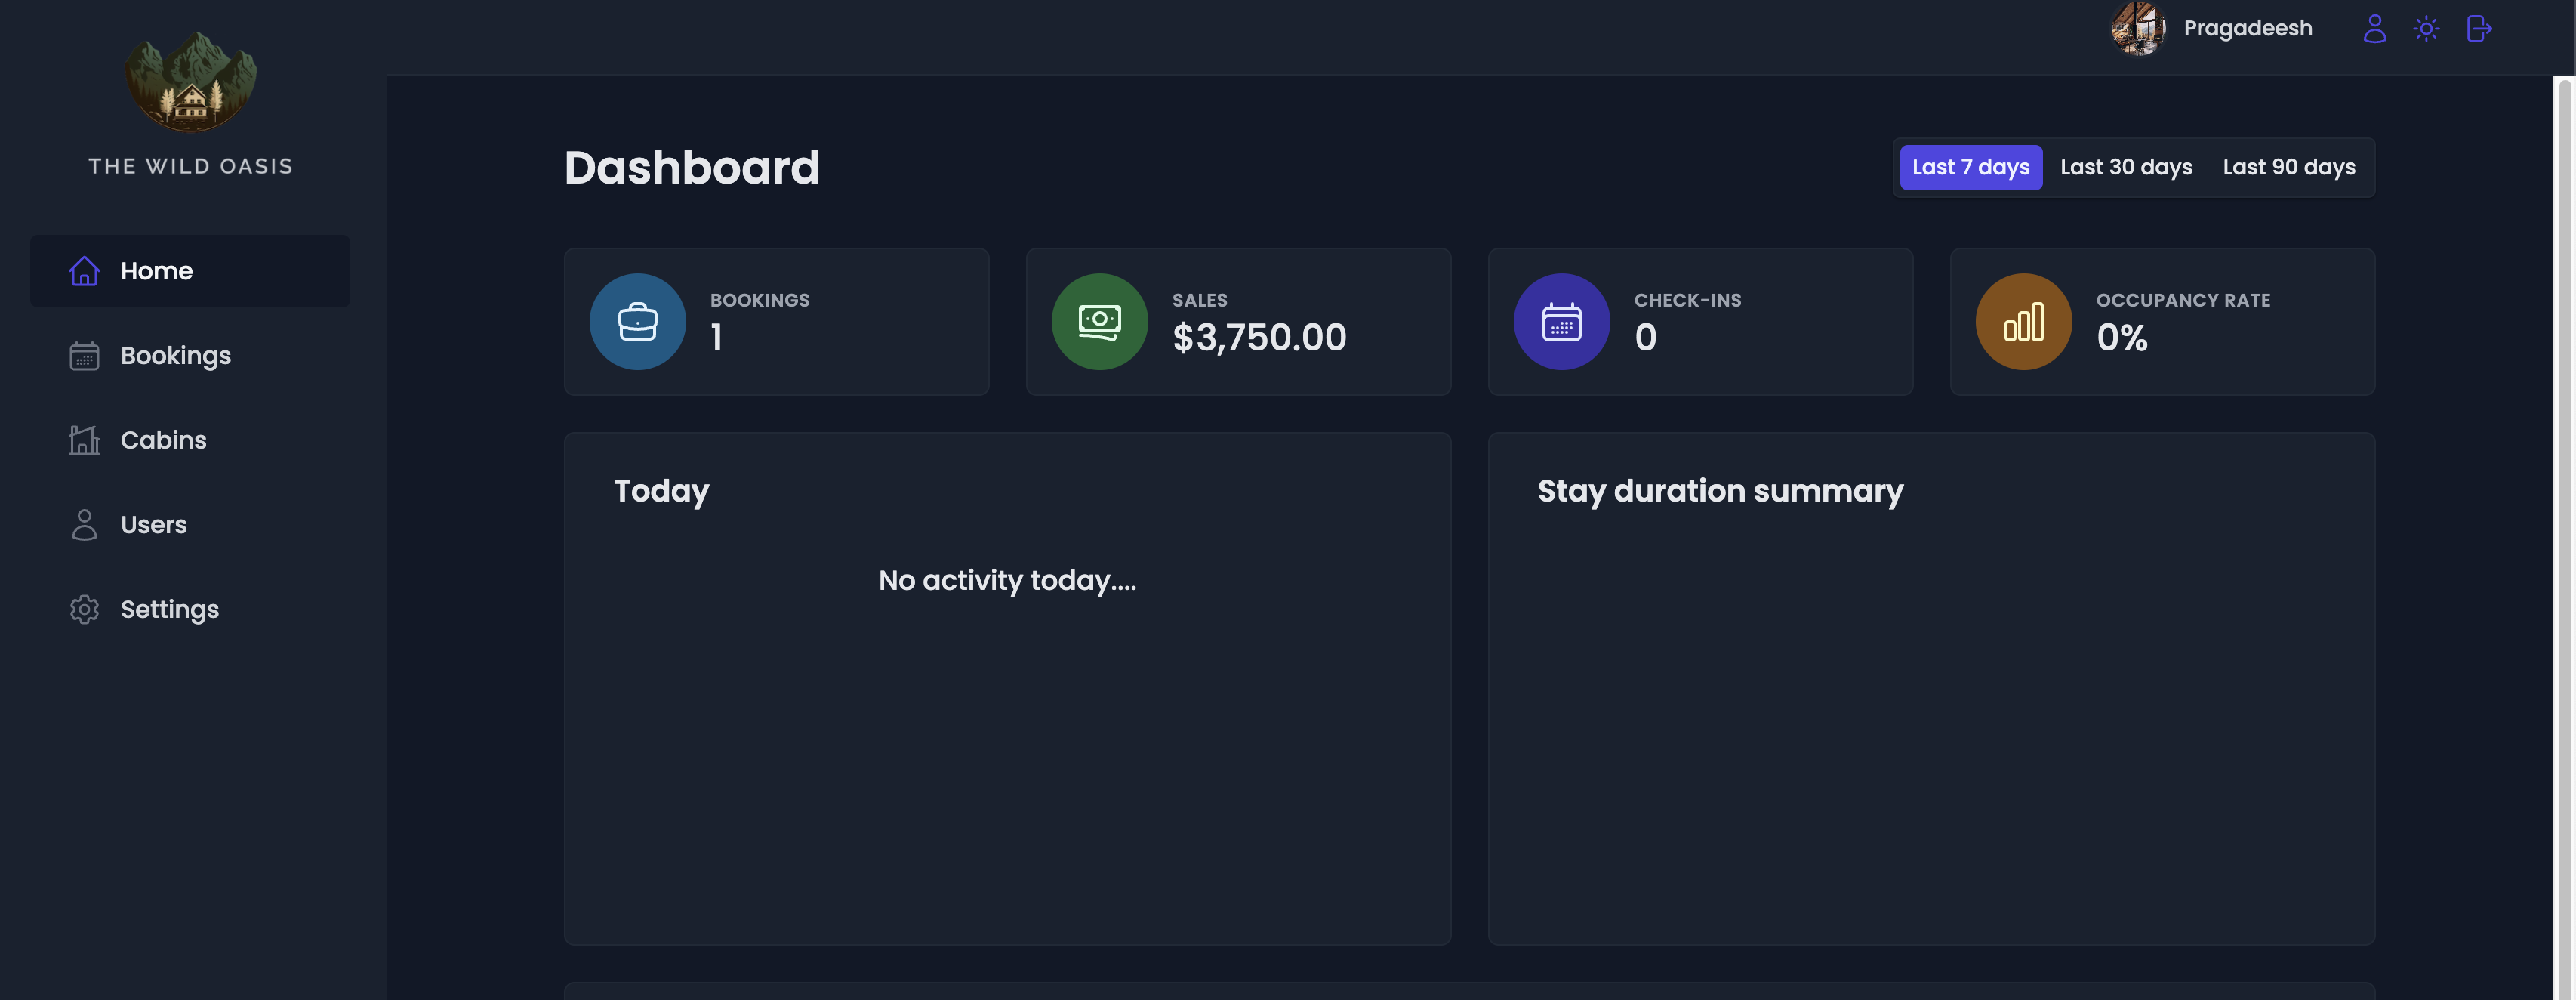 THE WILD OASIS
Home
Bookings
Cabins
Users
Settings
Pragadeesh
Dashboard
Last 7 days
Last 30 days
Last 90 days
BOOKINGS
1
SALES
$3,750.00
CHECK-INS
0
OCCUPANCY RATE
0%
Today
No activity today....
Stay duration summary